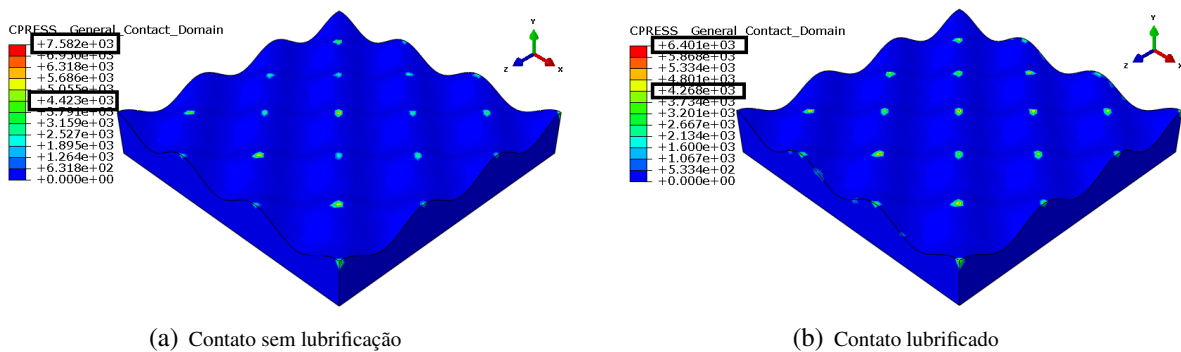 CPRESS General_Contact_Domain
+7.582e+03
+6.950e+03
+6.318e+03
+5.686e+03
+5.055e+03
+4.423e+03
+3.791e+03
+3.159e+03
+2.527e+03
+1.895e+03
+1.264e+03
+6.318e+02
+0.000e+00
Y
Z
X
(a) Contato sem lubrificação
CPRESS General_Contact_Domain
+6.401e+03
+5.868e+03
+5.334e+03
+4.801e+03
+4.268e+03
+3.734e+03
+3.201e+03
+2.667e+03
+2.134e+03
+1.600e+03
+1.067e+03
+5.334e+02
+0.000e+00
Y
Z
X
(b) Contato lubrificado